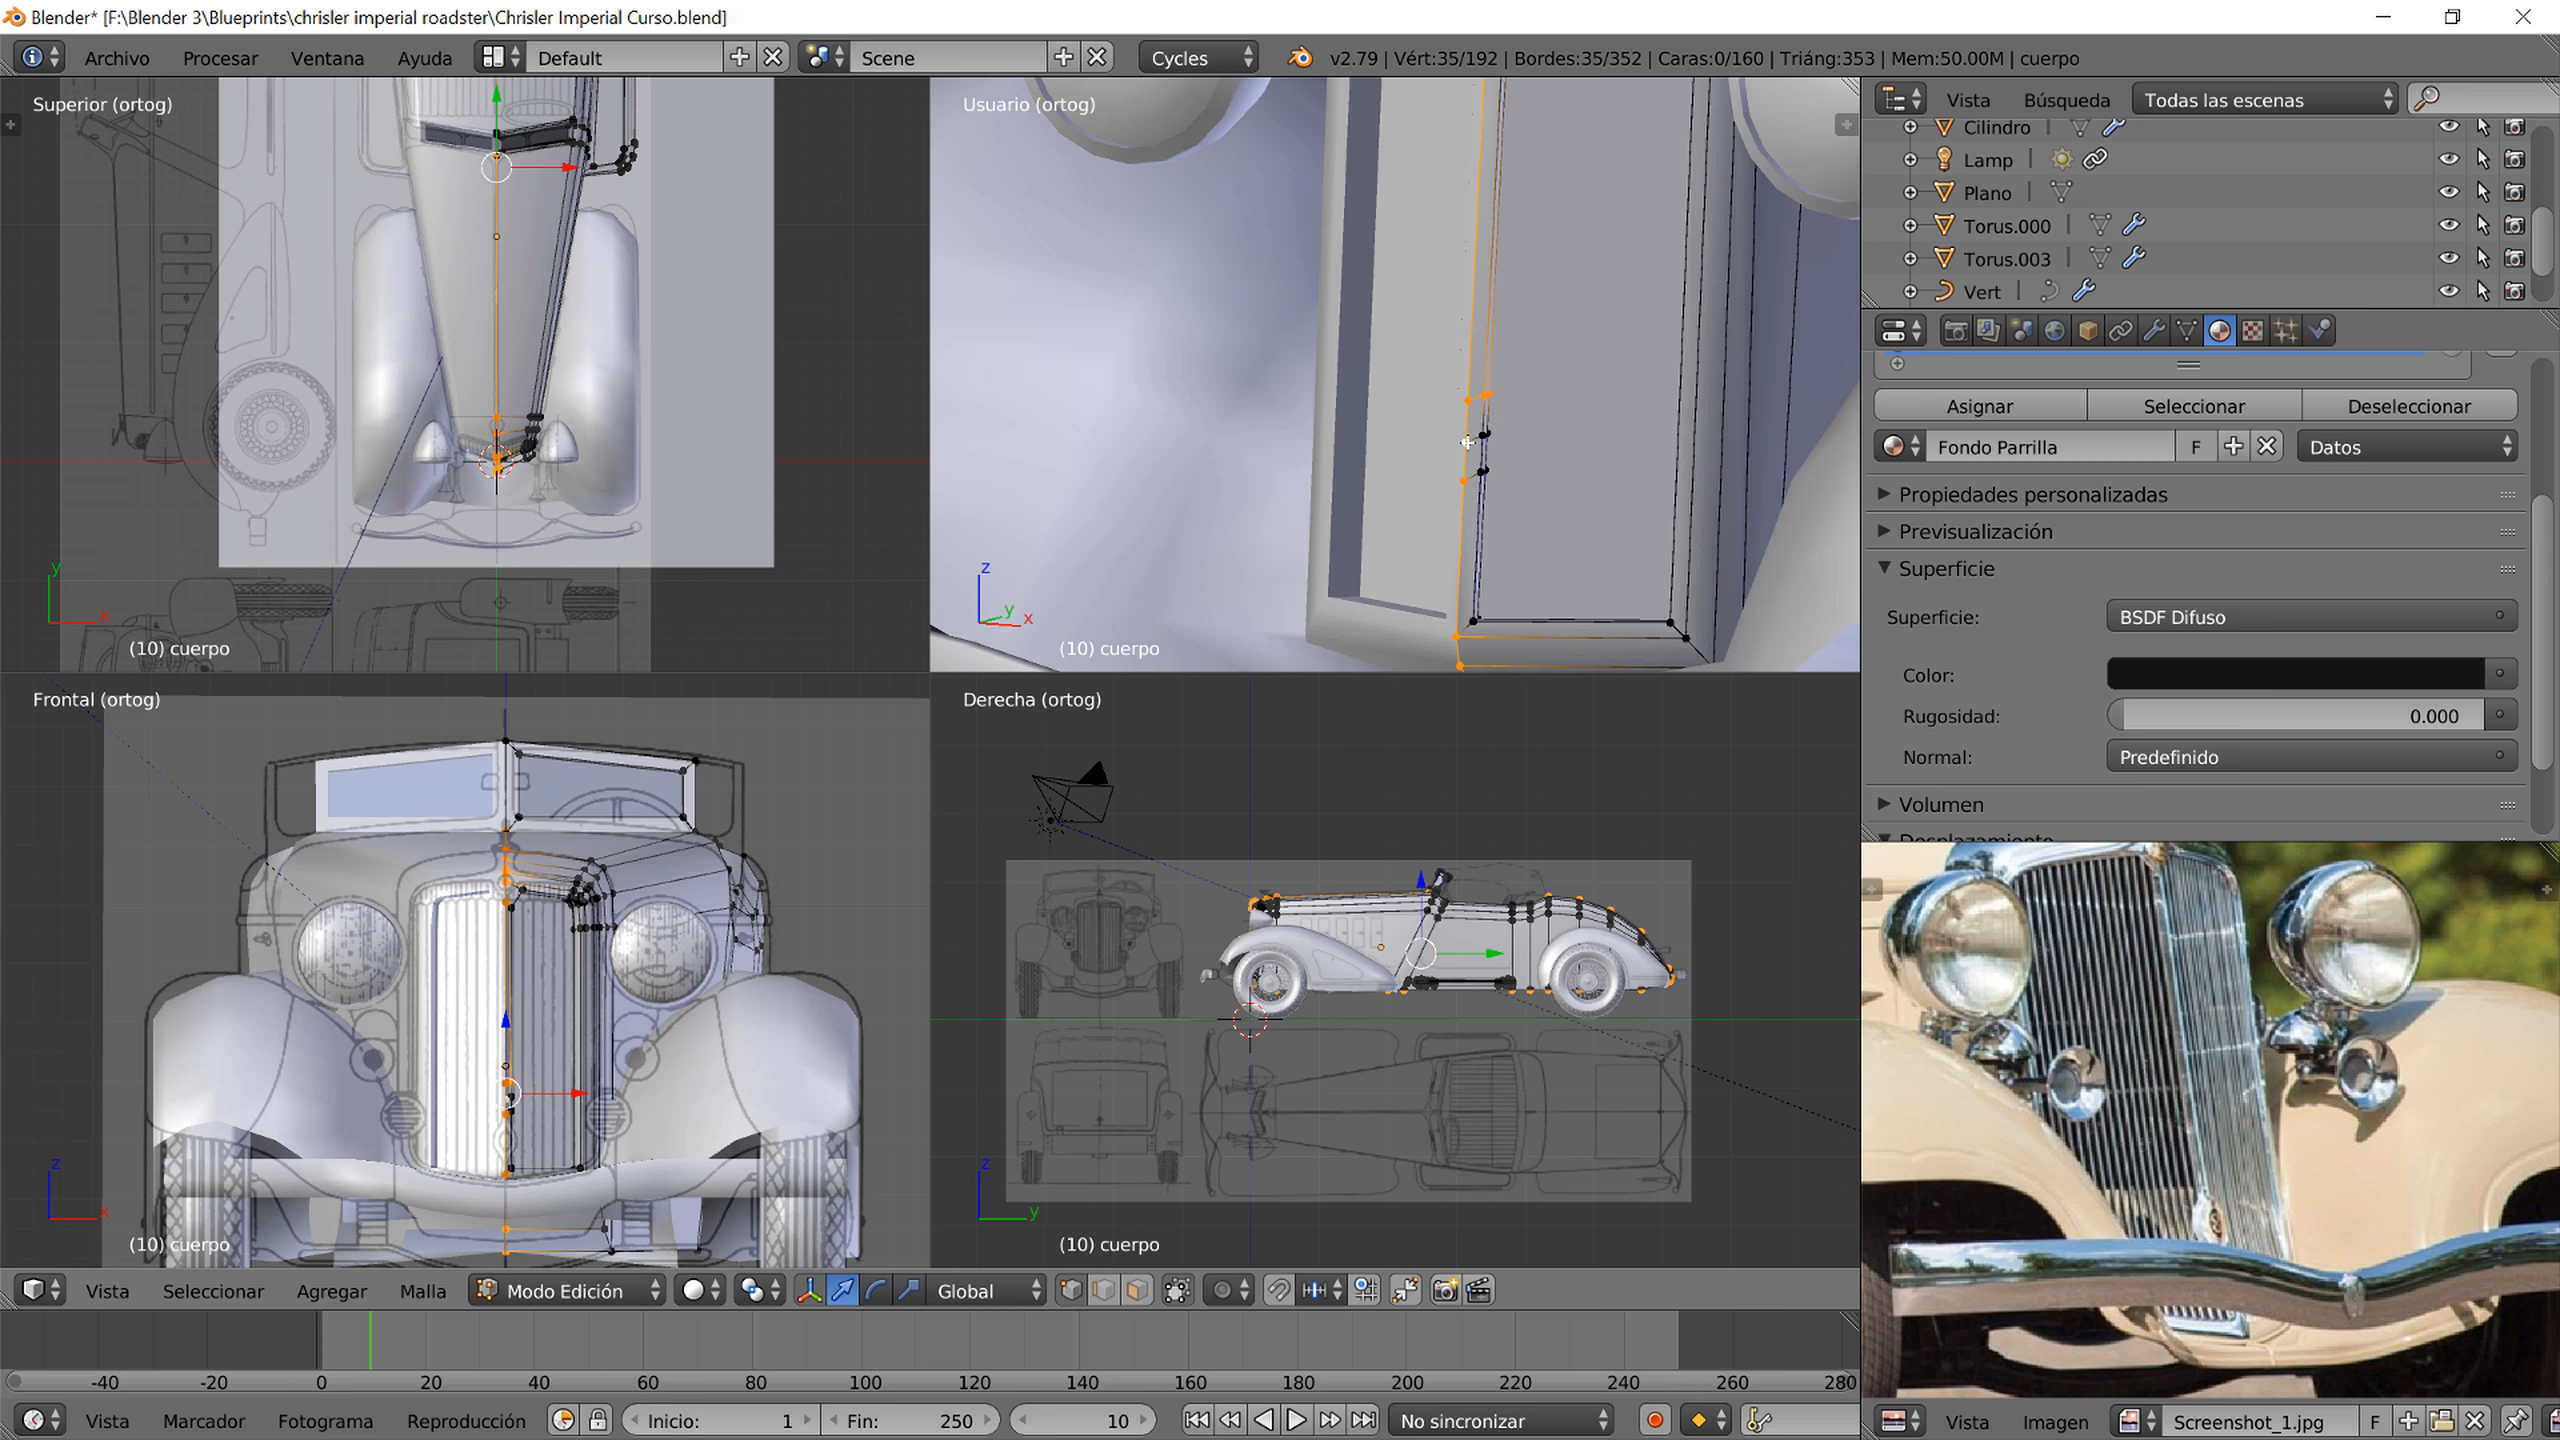 Blender* [F:\Blender 3\Blueprints\chrisler imperial roadster\Chrisler Imperial Curso.blend]
Archivo Procesar Ventana Ayuda Default Scene Cycles v2.79 | Vért:35/192 | Bordes:35/352 | Caras:0/160 | Triáng:353 | Mem:50.00M | cuerpo
Superior (ortog)
y
x
(10) cuerpo
Usuario (ortog)
z
y
x
(10) cuerpo
Frontal (ortog)
z
x
(10) cuerpo
Derecha (ortog)
z
y
(10) cuerpo
Vista Búsqueda Todas las escenas
Cilindro
Lamp
Plano
Torus.000
Torus.003
Vert
Asignar Seleccionar Deseleccionar
Fondo Parrilla F Datos
Propiedades personalizadas
Previsualización
Superficie
Superficie: BSDF Difuso
Color:
Rugosidad: 0.000
Normal: Predefinido
Volumen
Desplazamiento
Vista Seleccionar Agregar Malla Modo Edición Global
-40 -20 0 20 40 60 80 100 120 140 160 180 200 220 240 260 280
Vista Marcador Fotograma Reproducción Inicio: 1 Fin: 250 10 No sincronizar
Vista Imagen Screenshot_1.jpg F